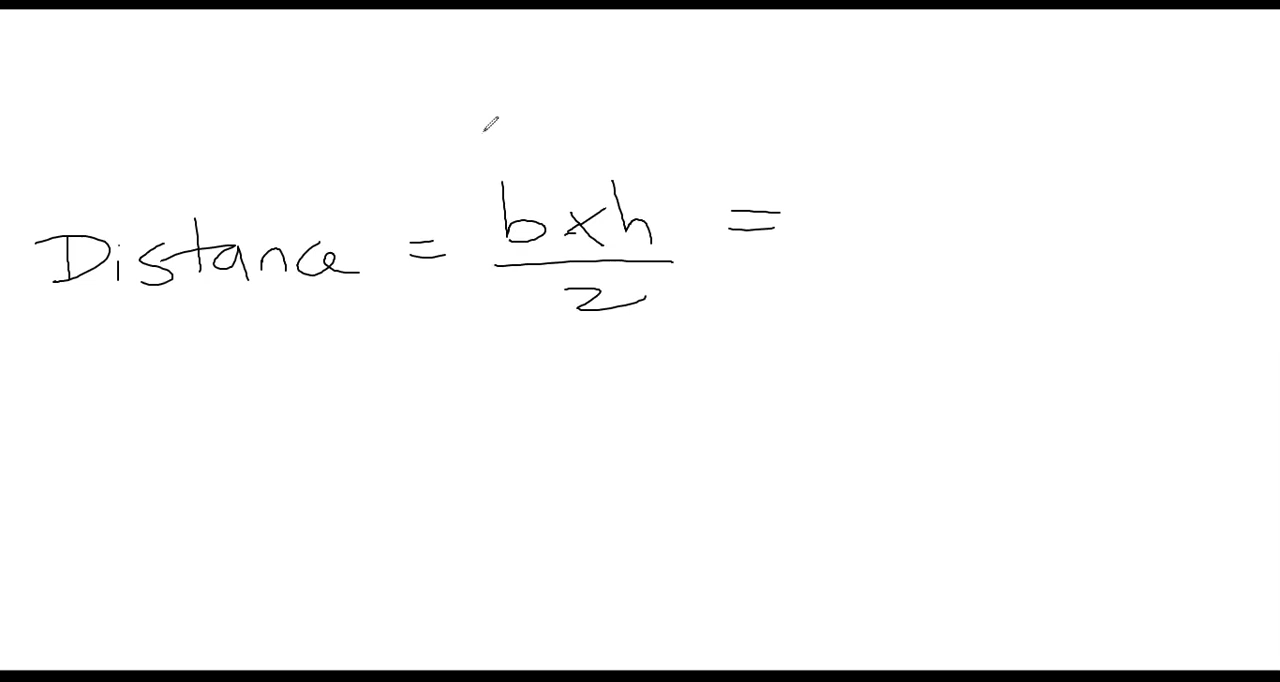 Distance = b×h/2 =